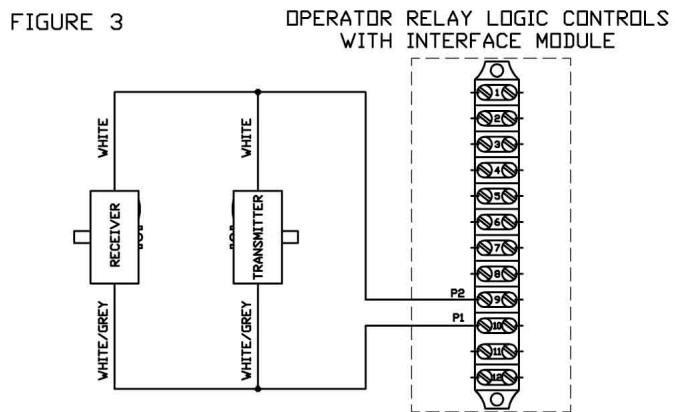 FIGURE 3
OPERATOR RELAY LOGIC CONTROLS
WITH INTERFACE MODULE
WHITE
WHITE
RECEIVER
TRANSMITTER
WHITE/GREY
WHITE/GREY
P2
P1
1
2
3
4
5
6
7
8
9
10
11
12